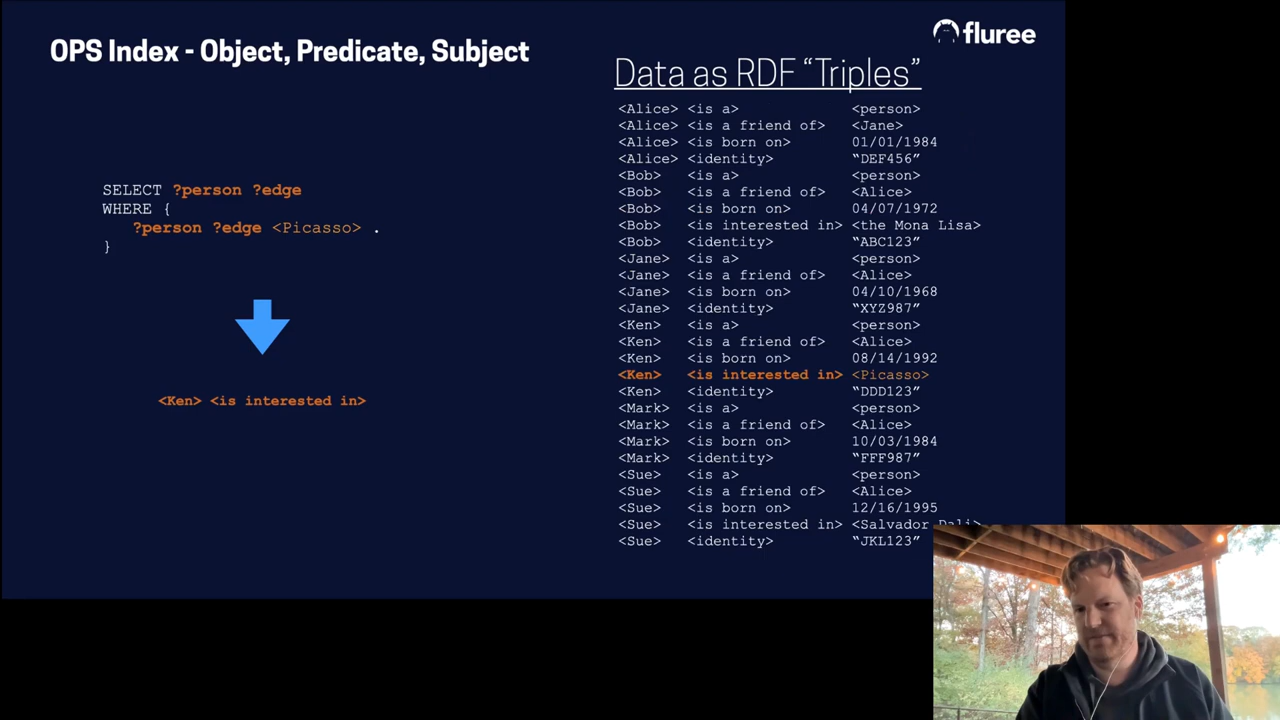 OPS Index - Object, Predicate, Subject
fluree
SELECT ?person ?edge
WHERE {
?person ?edge <Picasso> .
}
<Ken> <is interested in>
Data as RDF “Triples”
<Alice> <is a> <person>
<Alice> <is a friend of> <Jane>
<Alice> <is born on> 01/01/1984
<Alice> <identity> “DEF456”
<Bob> <is a> <person>
<Bob> <is a friend of> <Alice>
<Bob> <is born on> 04/07/1972
<Bob> <is interested in> <the Mona Lisa>
<Bob> <identity> “ABC123”
<Jane> <is a> <person>
<Jane> <is a friend of> <Alice>
<Jane> <is born on> 04/10/1968
<Jane> <identity> “XYZ987”
<Ken> <is a> <person>
<Ken> <is a friend of> <Alice>
<Ken> <is born on> 08/14/1992
<Ken> <is interested in> <Picasso>
<Ken> <identity> “DDD123”
<Mark> <is a> <person>
<Mark> <is a friend of> <Alice>
<Mark> <is born on> 10/03/1984
<Mark> <identity> “FFF987”
<Sue> <is a> <person>
<Sue> <is a friend of> <Alice>
<Sue> <is born on> 12/16/1995
<Sue> <is interested in> <Salvador Dali>
<Sue> <identity> “JKL123”